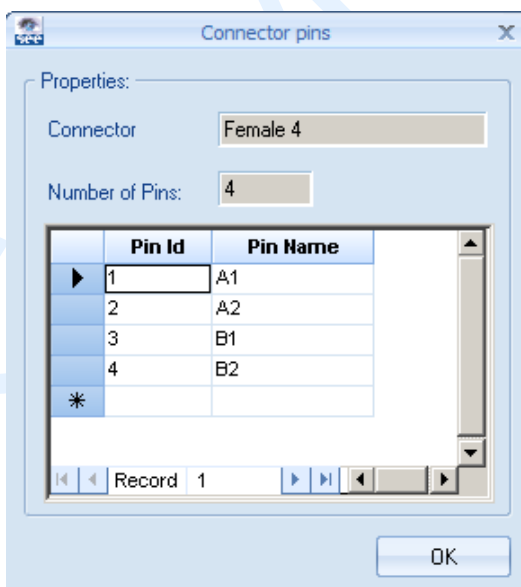 see
Connector pins
Properties:
Connector Female 4
Number of Pins: 4
Pin Id Pin Name
1 A1
2 A2
3 B1
4 B2
Record 1
OK